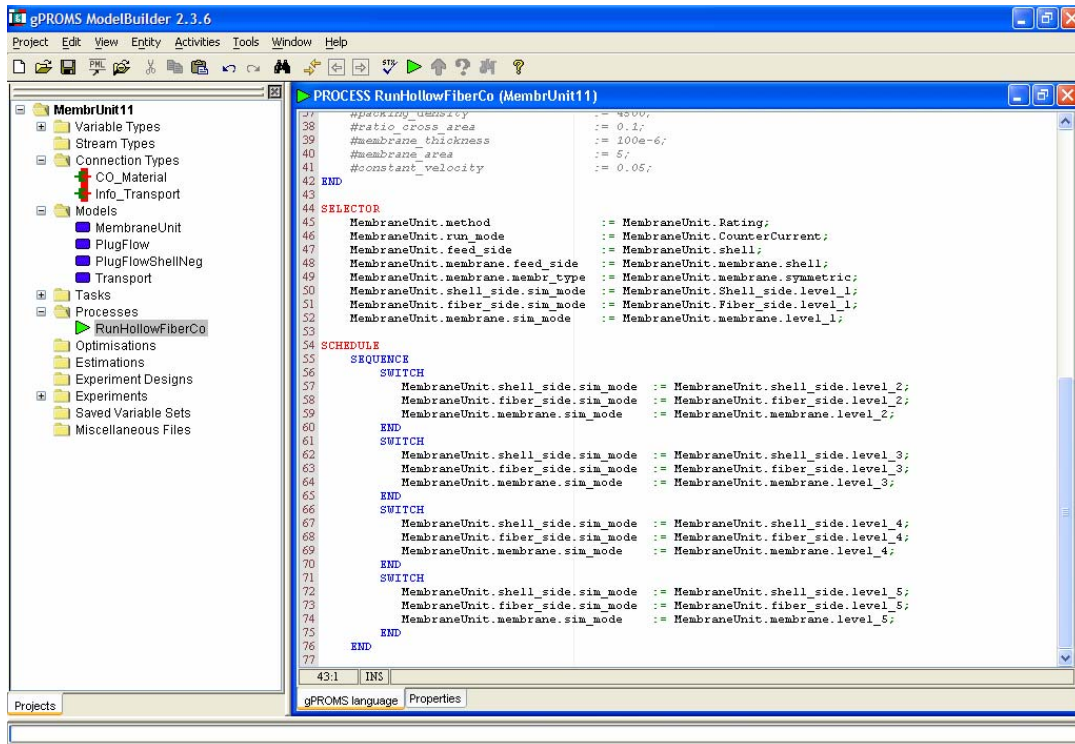 gPROMS ModelBuilder 2.3.6
Project Edit View Entity Activities Tools Window Help
MembrUnit11
Variable Types
Stream Types
Connection Types
CO_Material
Info_Transport
Models
MembraneUnit
PlugFlow
PlugFlowShellNeg
Transport
Tasks
Processes
RunHollowFiberCo
Optimisations
Estimations
Experiment Designs
Experiments
Saved Variable Sets
Miscellaneous Files
Projects
PROCESS RunHollowFiberCo (MembrUnit11)
37 #packing_density := 4500;
38 #ratio_cross_area := 0.1;
39 #membrane_thickness := 100e-6;
40 #membrane_area := 5;
41 #constant_velocity := 0.05;
42 END
43
44 SELECTOR
45 MembraneUnit.method := MembraneUnit.Rating;
46 MembraneUnit.run_mode := MembraneUnit.CounterCurrent;
47 MembraneUnit.feed_side := MembraneUnit.shell;
48 MembraneUnit.membrane.feed_side := MembraneUnit.membrane.shell;
49 MembraneUnit.membrane.membr_type := MembraneUnit.membrane.symmetric;
50 MembraneUnit.shell_side.sim_mode := MembraneUnit.Shell_side.level_1;
51 MembraneUnit.fiber_side.sim_mode := MembraneUnit.Fiber_side.level_1;
52 MembraneUnit.membrane.sim_mode := MembraneUnit.membrane.level_1;
53
54 SCHEDULE
55 SEQUENCE
56 SWITCH
57 MembraneUnit.shell_side.sim_mode := MembraneUnit.shell_side.level_2;
58 MembraneUnit.fiber_side.sim_mode := MembraneUnit.fiber_side.level_2;
59 MembraneUnit.membrane.sim_mode := MembraneUnit.membrane.level_2;
60 END
61 SWITCH
62 MembraneUnit.shell_side.sim_mode := MembraneUnit.shell_side.level_3;
63 MembraneUnit.fiber_side.sim_mode := MembraneUnit.fiber_side.level_3;
64 MembraneUnit.membrane.sim_mode := MembraneUnit.membrane.level_3;
65 END
66 SWITCH
67 MembraneUnit.shell_side.sim_mode := MembraneUnit.shell_side.level_4;
68 MembraneUnit.fiber_side.sim_mode := MembraneUnit.fiber_side.level_4;
69 MembraneUnit.membrane.sim_mode := MembraneUnit.membrane.level_4;
70 END
71 SWITCH
72 MembraneUnit.shell_side.sim_mode := MembraneUnit.shell_side.level_5;
73 MembraneUnit.fiber_side.sim_mode := MembraneUnit.fiber_side.level_5;
74 MembraneUnit.membrane.sim_mode := MembraneUnit.membrane.level_5;
75 END
76 END
77
43:1 INS
gPROMS language Properties